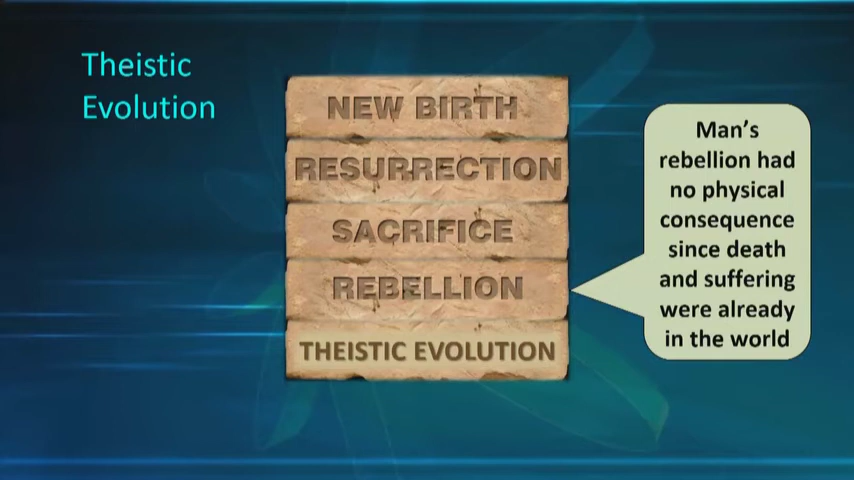 Theistic
Evolution
NEW BIRTH
RESURRECTION
SACRIFICE
REBELLION
THEISTIC EVOLUTION
Man’s
rebellion had
no physical
consequence
since death
and suffering
were already
in the world